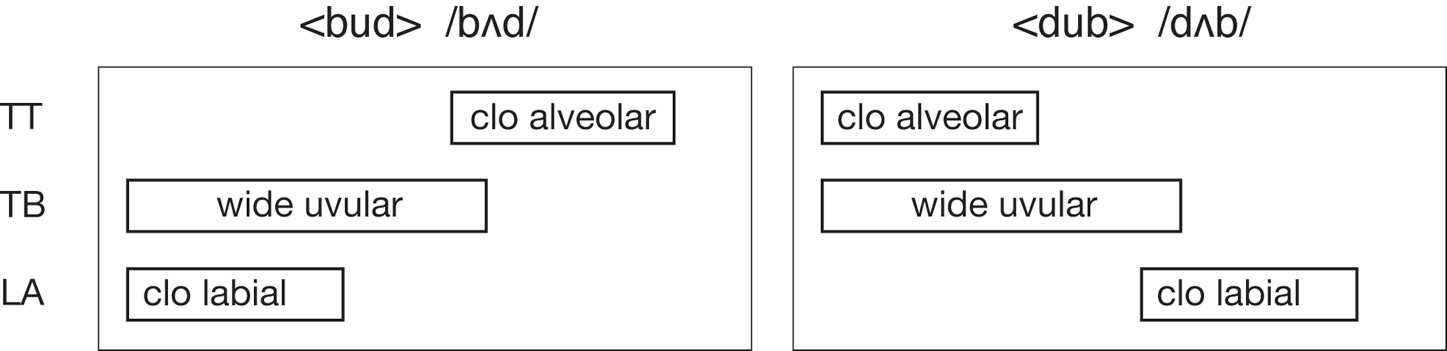 <bud> /bʌd/ <dub> /dʌb/
TT clo alveolar clo alveolar
TB wide uvular wide uvular
LA clo labial clo labial